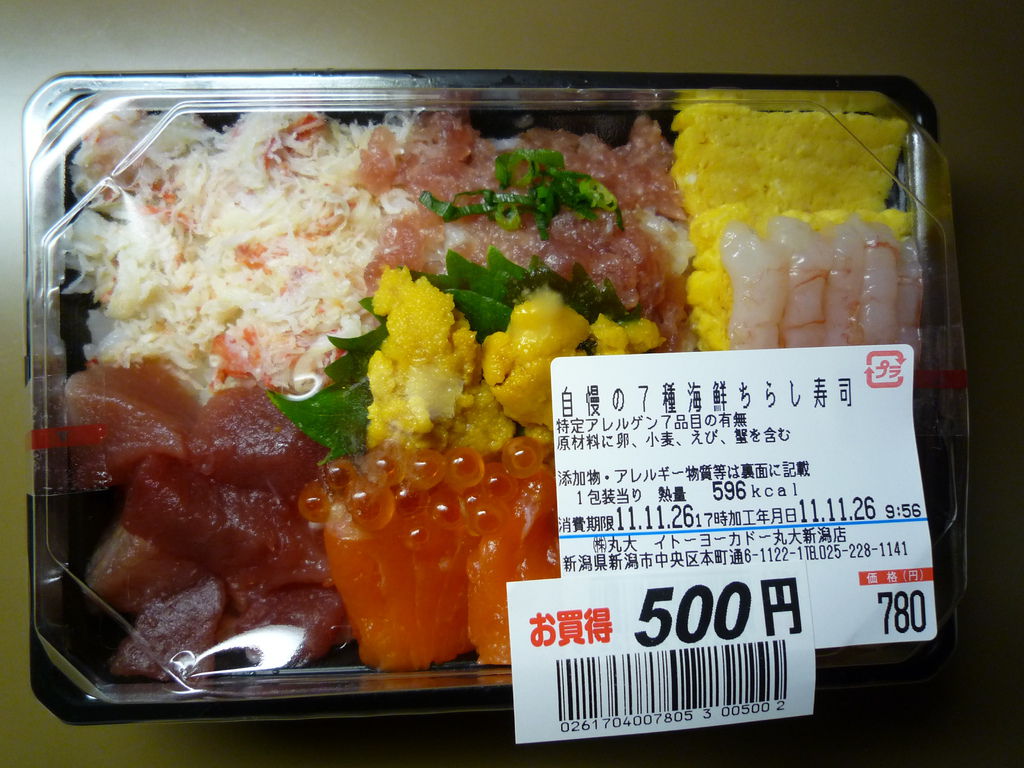 プラ
自慢の7種海鮮ちらし寿司
特定アレルゲン7品目の有無
原材料に卵、小麦、えび、蟹を含む
添加物・アレルギー物質等は裏面に記載
1包装当り 熱量 596kcal
消費期限11.11.26 17時加工年月日11.11.26 9:56
㈱丸大 イトーヨーカドー丸大新潟店
新潟県新潟市中央区本町通6-1122-1TEL025-228-1141
価格(円)
780
お買得 500円
0261704007805 3 00500 2